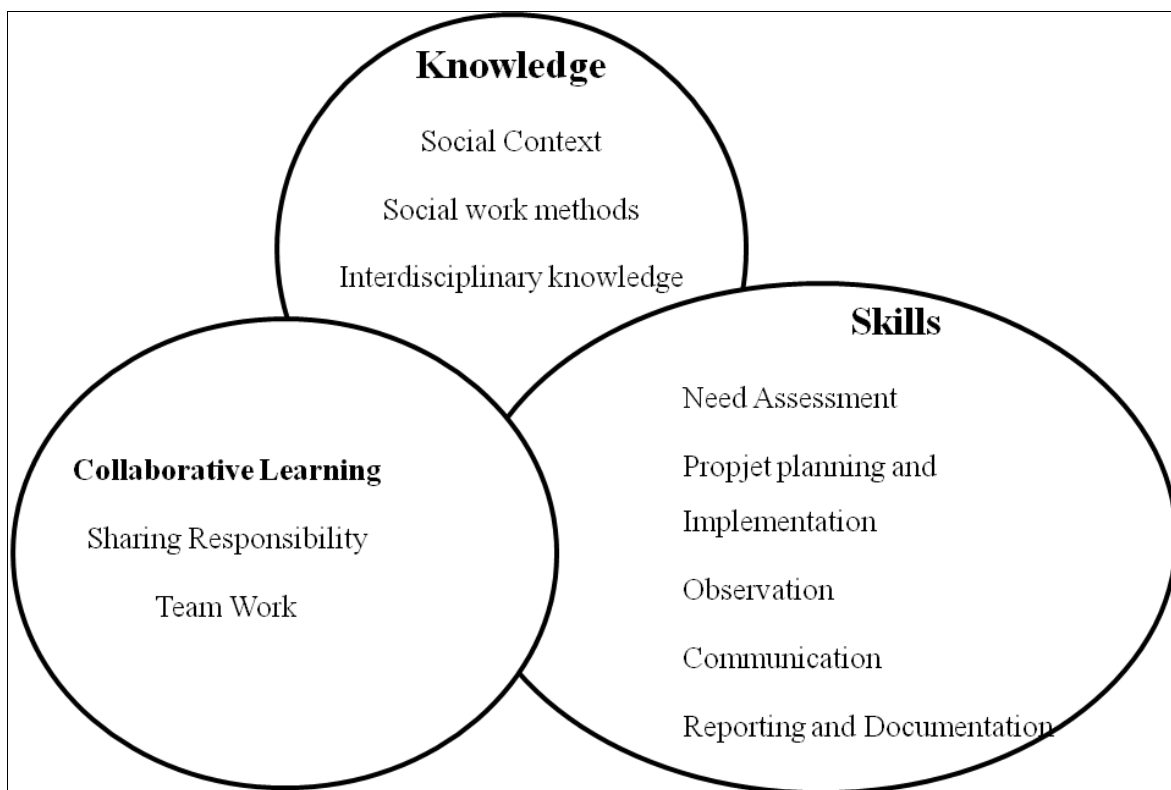 Knowledge
Social Context
Social work methods
Interdisciplinary knowledge
Skills
Need Assessment
Propjet planning and
Implementation
Observation
Communication
Reporting and Documentation
Collaborative Learning
Sharing Responsibility
Team Work